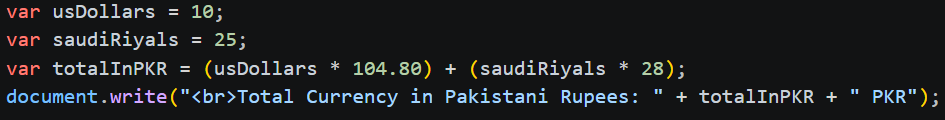 var usDollars = 10;
var saudiRiyals = 25;
var totalInPKR = (usDollars * 104.80) + (saudiRiyals * 28);
document.write("<br>Total Currency in Pakistani Rupees: " + totalInPKR + " PKR");